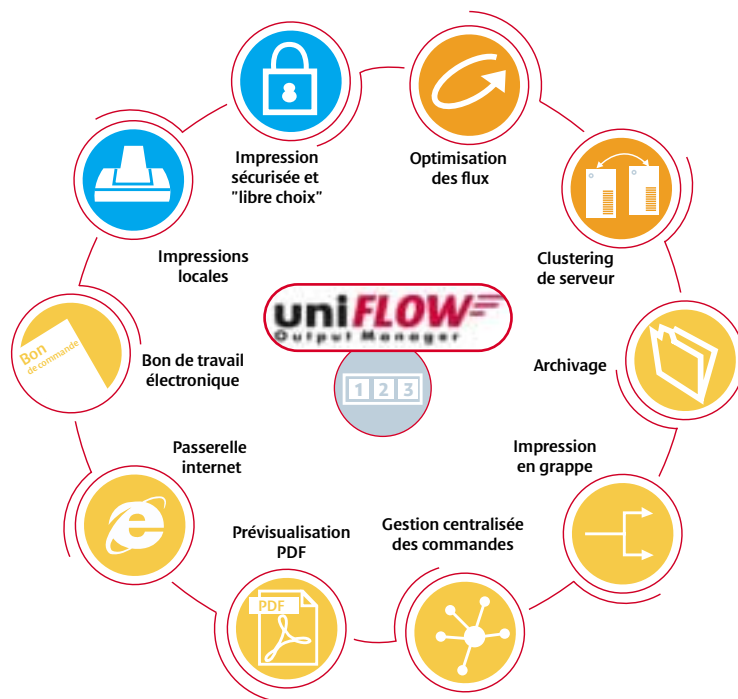 Impression
sécurisée et
"libre choix"
Optimisation
des flux
Impressions
locales
Clustering
de serveur
uniFLOW
Output Manager
1 2 3
Bon
de commande
Bon de travail
électronique
Archivage
Passerelle
internet
Impression
en grappe
Prévisualisation
PDF
Gestion centralisée
des commandes
PDF